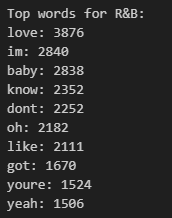 Top words for R&B:
love: 3876
im: 2840
baby: 2838
know: 2352
dont: 2252
oh: 2182
like: 2111
got: 1670
youre: 1524
yeah: 1506